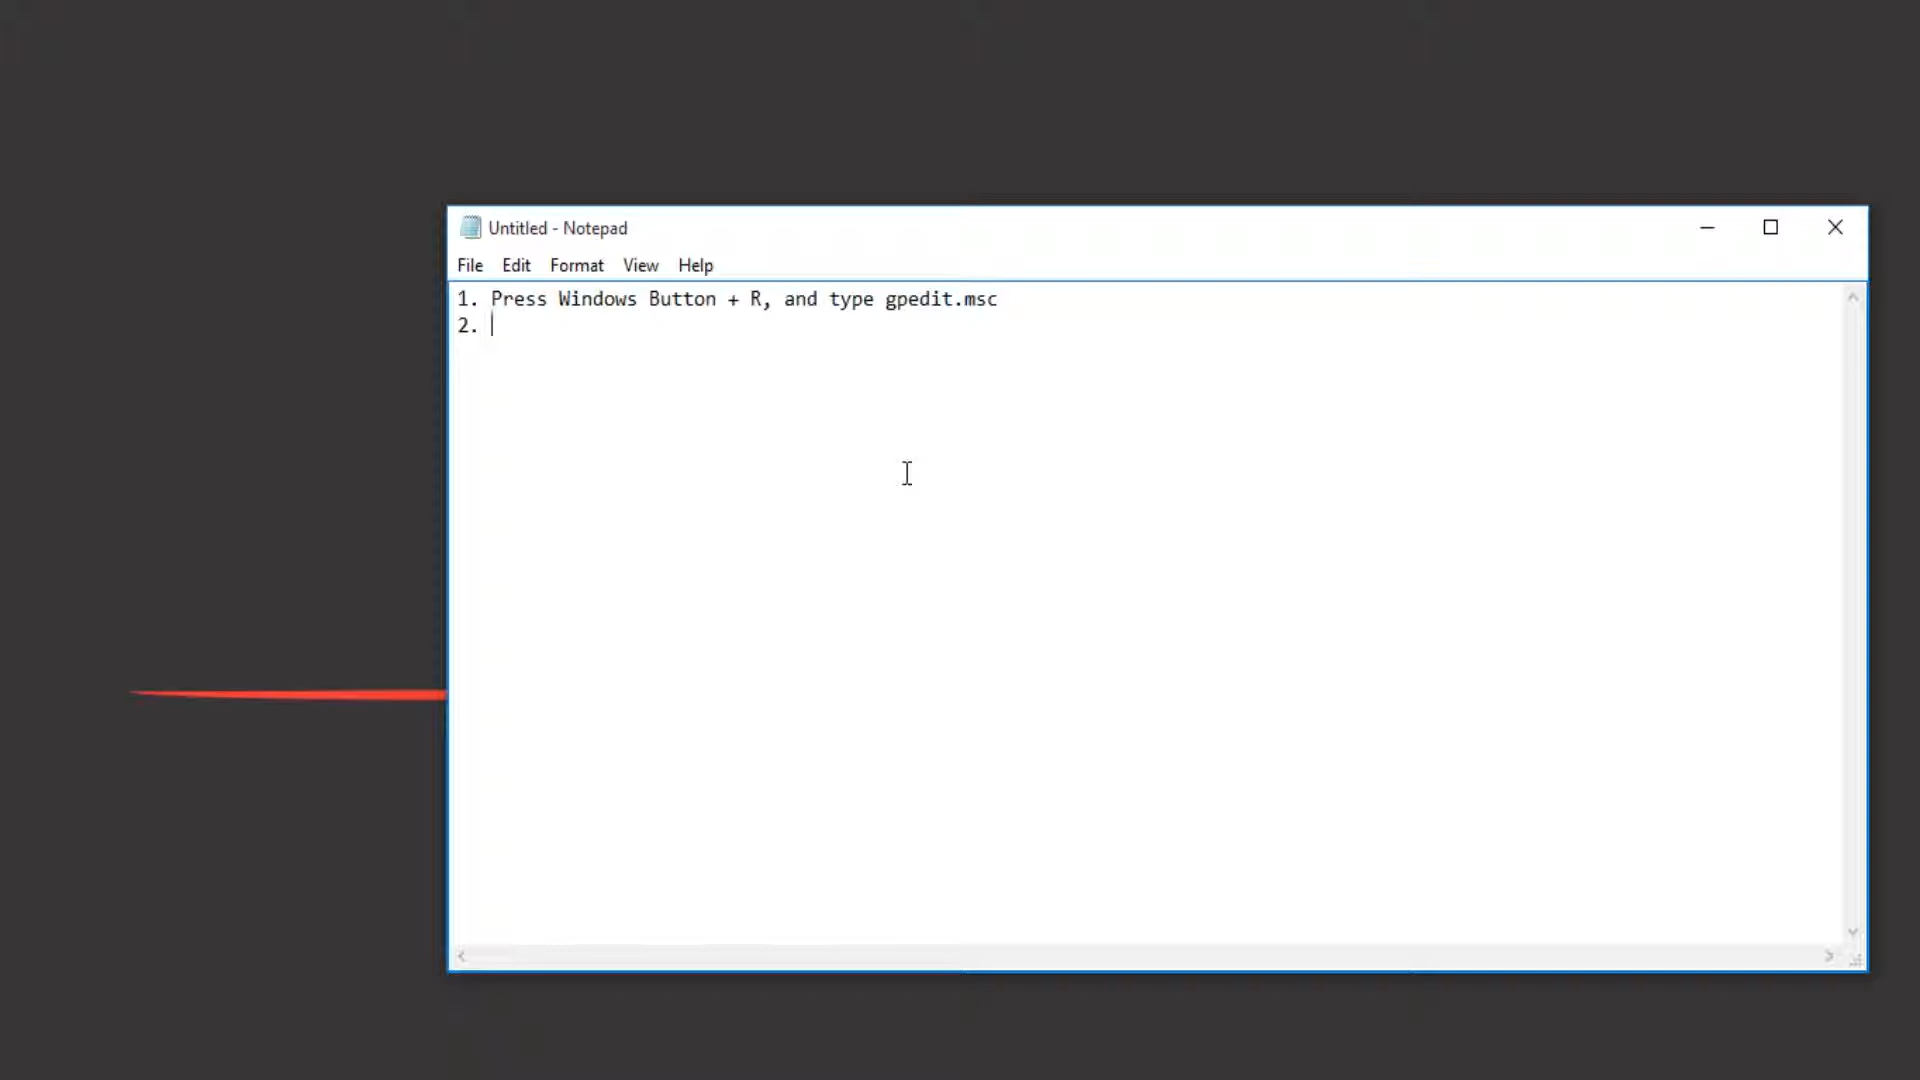 Untitled - Notepad
File Edit Format View Help
1. Press Windows Button + R, and type gpedit.msc
2.